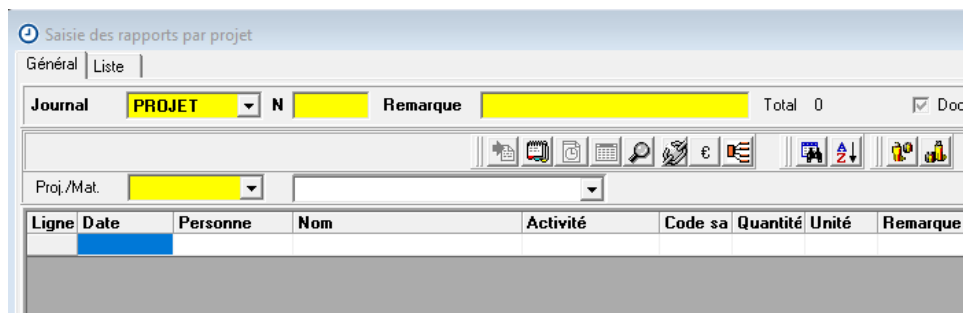 Saisie des rapports par projet
Général Liste
Journal PROJET N Remarque Total 0 Doc
€ A Z
Proj./Mat.
Ligne Date Personne Nom Activité Code sa Quantité Unité Remarque